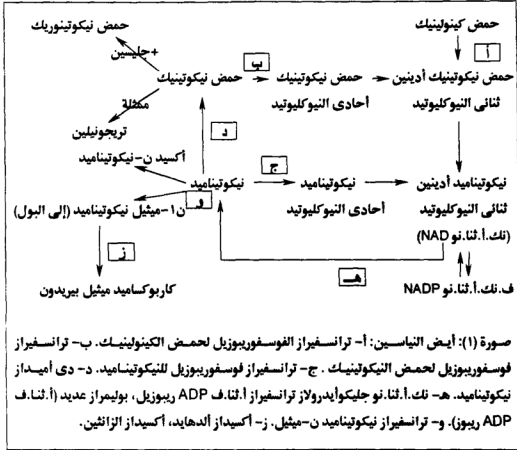 حمض نيكوتينوريك
حمض كينولينيك
+جليسين
أ
ب
حمض نيكوتينيك
حمض نيكوتينيك
أحادى النيوكليوتيد
حمض نيكوتينيك أدينين
ثنائى النيوكليوتيد
ممثلة
تريجونيلين
د
أكسيد ن-نيكوتيناميد
ج
نيكوتيناميد
نيكوتيناميد
أحادى النيوكليوتيد
نيكوتيناميد أدينين
ثنائى النيوكليوتيد
(نك.أ.ثنا.نو NAD)
و
ن١-ميثيل نيكوتيناميد (إلى البول)
ز
هـ
كاربوكساميد ميثيل بيريدون
ف.نك.أ.ثنا.نو NADP
صورة (١): أيض النياسين: أ- ترانسفيراز الفوسفوريبوزيل لحمض الكينولينيك. ب- ترانسفيراز
فوسفوريبوزيل لحمض النيكوتينيك . ج- ترانسفيراز فوسفوريبوزيل للنيكوتيناميد. د- دى أميداز
نيكوتيناميد. هـ- نك.أ.ثنا.نو جليكوأيدرولاز ترانسفيراز أ.ثنا.ف ADP ريبوزيل، بوليمراز عديد (أ.ثنا.ف
ADP ريبوز). و- ترانسفيراز نيكوتيناميد ن-ميثيل. ز- أكسيداز ألدهايد، أكسيداز الزانثين.